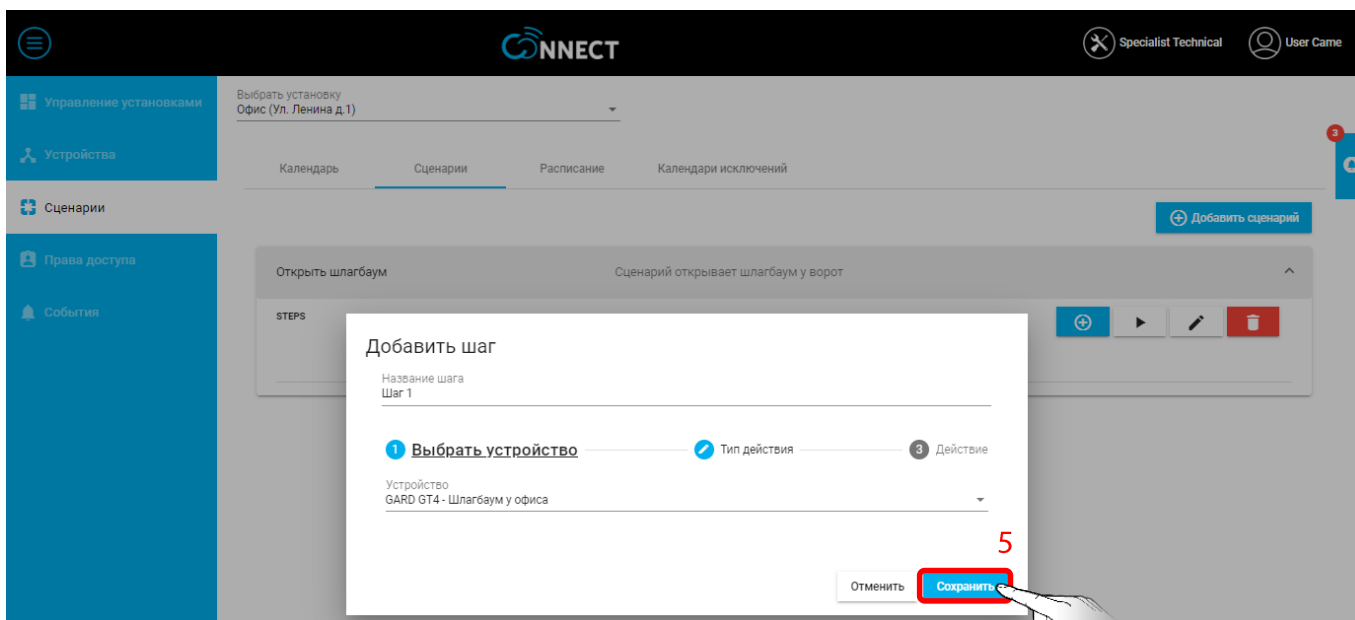 CONNECT
Specialist Technical
User Came
Управление установками
Устройства
Сценарии
Права доступа
События
Выбрать установку
Офис (Ул. Ленина д.1)
3
Календарь
Сценарии
Расписание
Календари исключений
Добавить сценарий
Открыть шлагбаум
Сценарий открывает шлагбаум у ворот
STEPS
Добавить шаг
Название шага
Шаг 1
1 Выбрать устройство
Тип действия
3 Действие
Устройство
GARD GT4 - Шлагбаум у офиса
5
Отменить
Сохранить